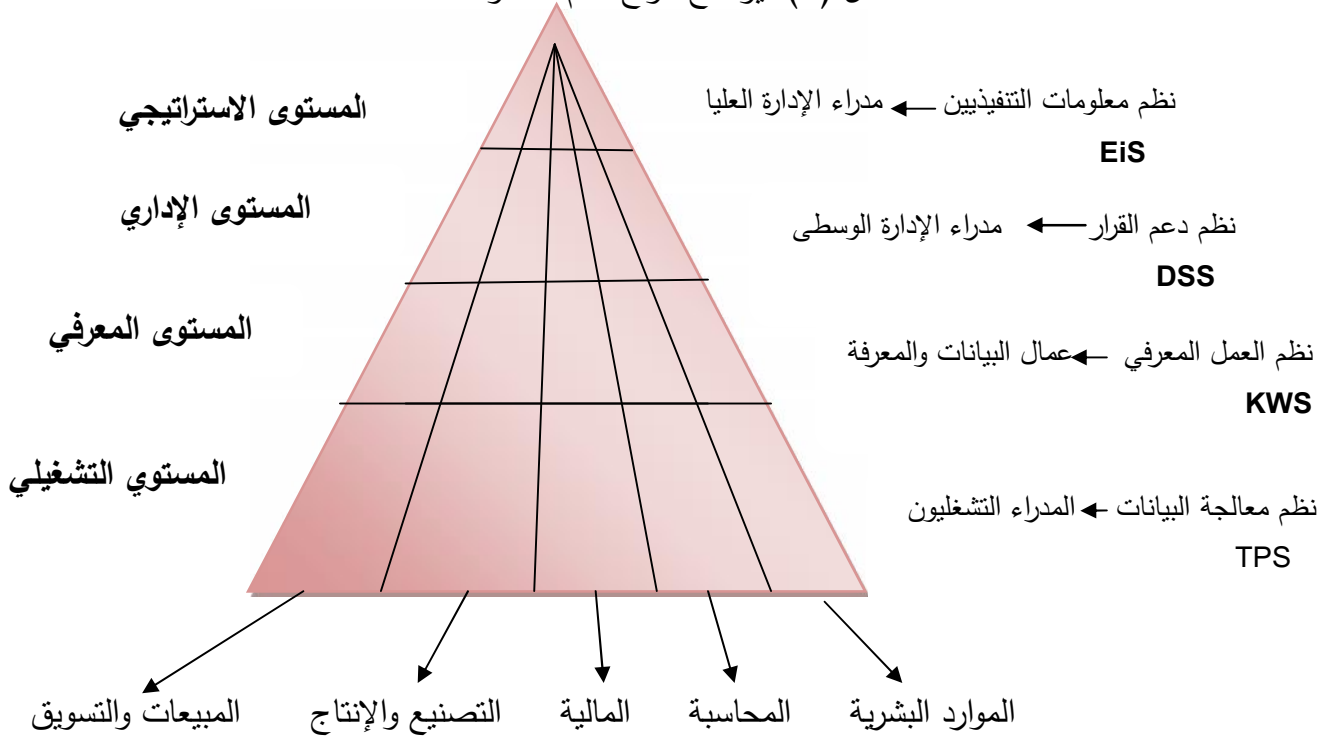 المستوى الاستراتيجي
نظم معلومات التنفيذيين ← مدراء الإدارة العليا
EiS
المستوى الإداري
نظم دعم القرار ← مدراء الإدارة الوسطى
DSS
المستوى المعرفي
نظم العمل المعرفي ← عمال البيانات والمعرفة
KWS
المستوي التشغيلي
نظم معالجة البيانات ← المدراء التشغليون
TPS
الموارد البشرية
المحاسبة
المالية
التصنيع والإنتاج
المبيعات والتسويق